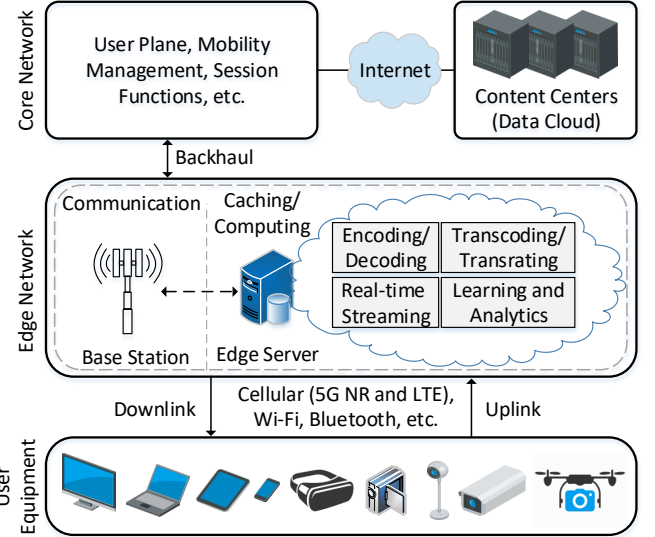 Core Network
User Plane, Mobility
Management, Session
Functions, etc.
Internet
Content Centers
(Data Cloud)
Backhaul
Edge Network
Communication
Base Station
Caching/
Computing
Edge Server
Encoding/
Decoding
Transcoding/
Transrating
Real-time
Streaming
Learning and
Analytics
Downlink
Cellular (5G NR and LTE),
Wi-Fi, Bluetooth, etc.
Uplink
User
Equipment